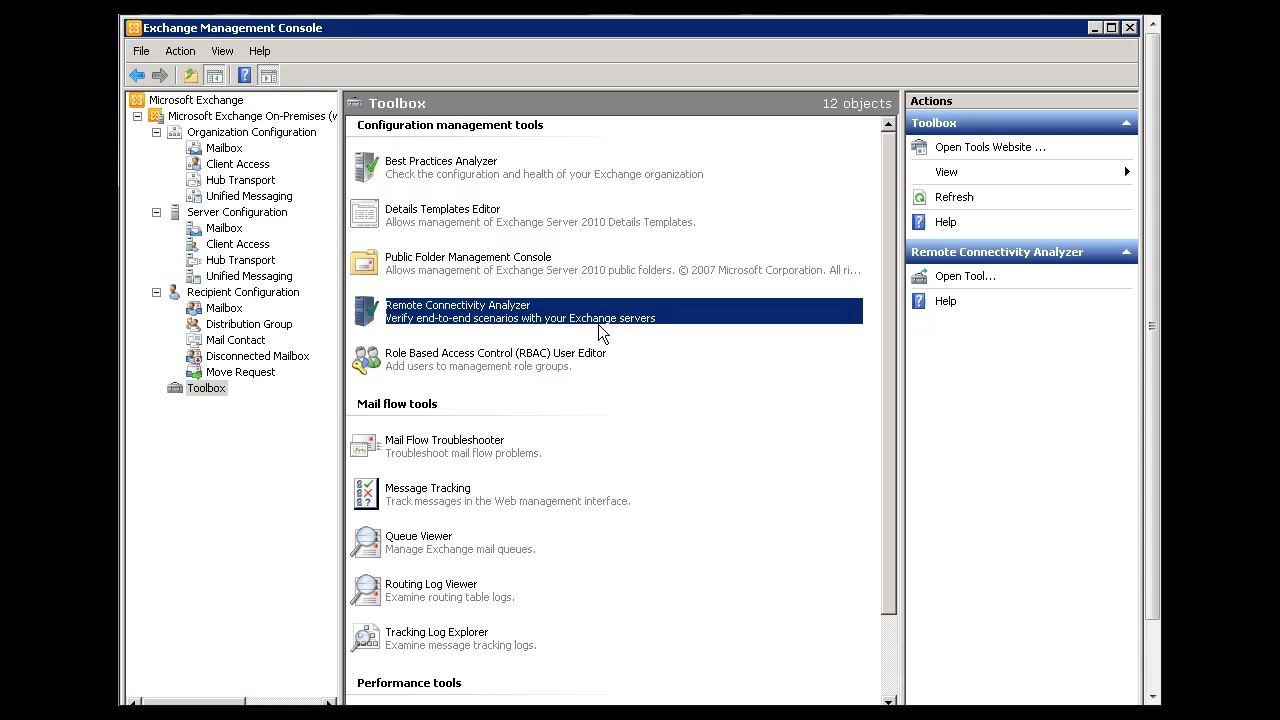 Exchange Management Console
File Action View Help
Microsoft Exchange
Microsoft Exchange On-Premises (w
Organization Configuration
Mailbox
Client Access
Hub Transport
Unified Messaging
Server Configuration
Mailbox
Client Access
Hub Transport
Unified Messaging
Recipient Configuration
Mailbox
Distribution Group
Mail Contact
Disconnected Mailbox
Move Request
Toolbox
Toolbox 12 objects
Configuration management tools
Best Practices Analyzer
Check the configuration and health of your Exchange organization
Details Templates Editor
Allows management of Exchange Server 2010 Details Templates.
Public Folder Management Console
Allows management of Exchange Server 2010 public folders. © 2007 Microsoft Corporation. All ri...
Remote Connectivity Analyzer
Verify end-to-end scenarios with your Exchange servers
Role Based Access Control (RBAC) User Editor
Add users to management role groups.
Mail flow tools
Mail Flow Troubleshooter
Troubleshoot mail flow problems.
Message Tracking
Track messages in the Web management interface.
Queue Viewer
Manage Exchange mail queues.
Routing Log Viewer
Examine routing table logs.
Tracking Log Explorer
Examine message tracking logs.
Performance tools
Actions
Toolbox
Open Tools Website ...
View
Refresh
Help
Remote Connectivity Analyzer
Open Tool...
Help